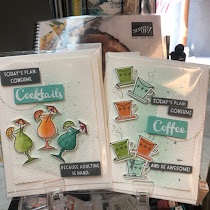 TODAY'S PLAN:
CONSUME
Cocktails
BECAUSE ADULTING
IS HARD.
TODAY'S PLAN:
CONSUME
Coffee
AND BE AWESOME!